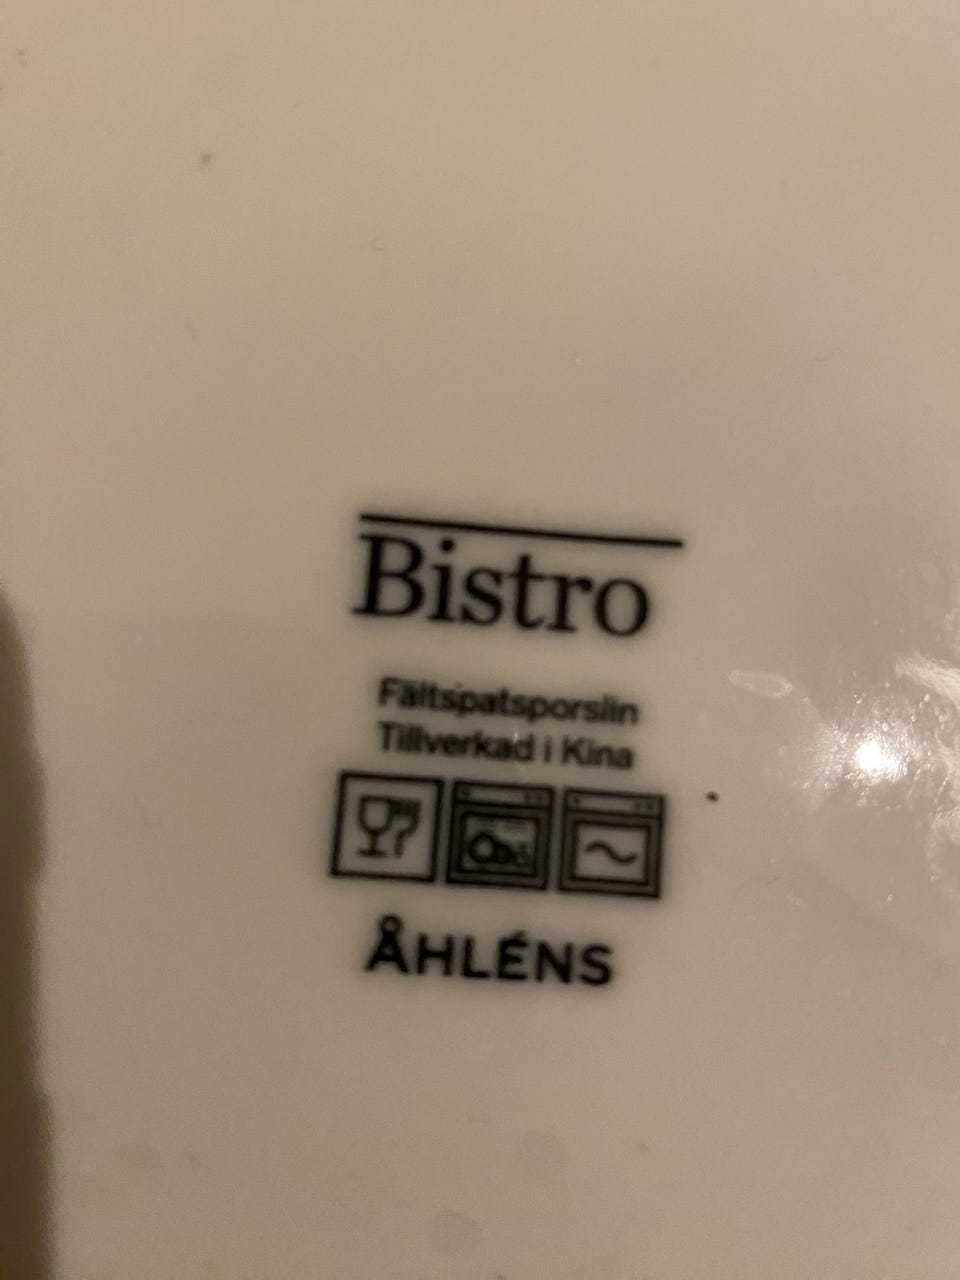 Bistro
Fältspatsporslin
Tillverkad i Kina
ÅHLÉNS